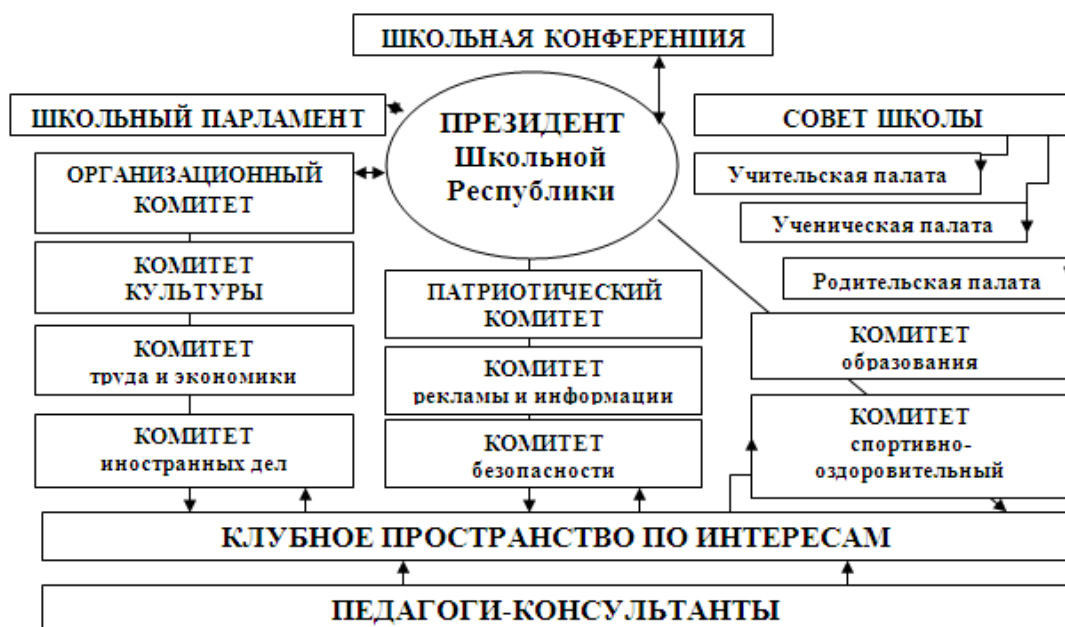 ШКОЛЬНАЯ КОНФЕРЕНЦИЯ
ШКОЛЬНЫЙ ПАРЛАМЕНТ
ПРЕЗИДЕНТ
Школьной
Республики
СОВЕТ ШКОЛЫ
Учительская палата
Ученическая палата
Родительская палата
ОРГАНИЗАЦИОННЫЙ
КОМИТЕТ
КОМИТЕТ
КУЛЬТУРЫ
КОМИТЕТ
труда и экономики
КОМИТЕТ
иностранных дел
ПАТРИОТИЧЕСКИЙ
КОМИТЕТ
КОМИТЕТ
рекламы и информации
КОМИТЕТ
безопасности
КОМИТЕТ
образования
КОМИТЕТ
спортивно-
оздоровительный
КЛУБНОЕ ПРОСТРАНСТВО ПО ИНТЕРЕСАМ
ПЕДАГОГИ-КОНСУЛЬТАНТЫ